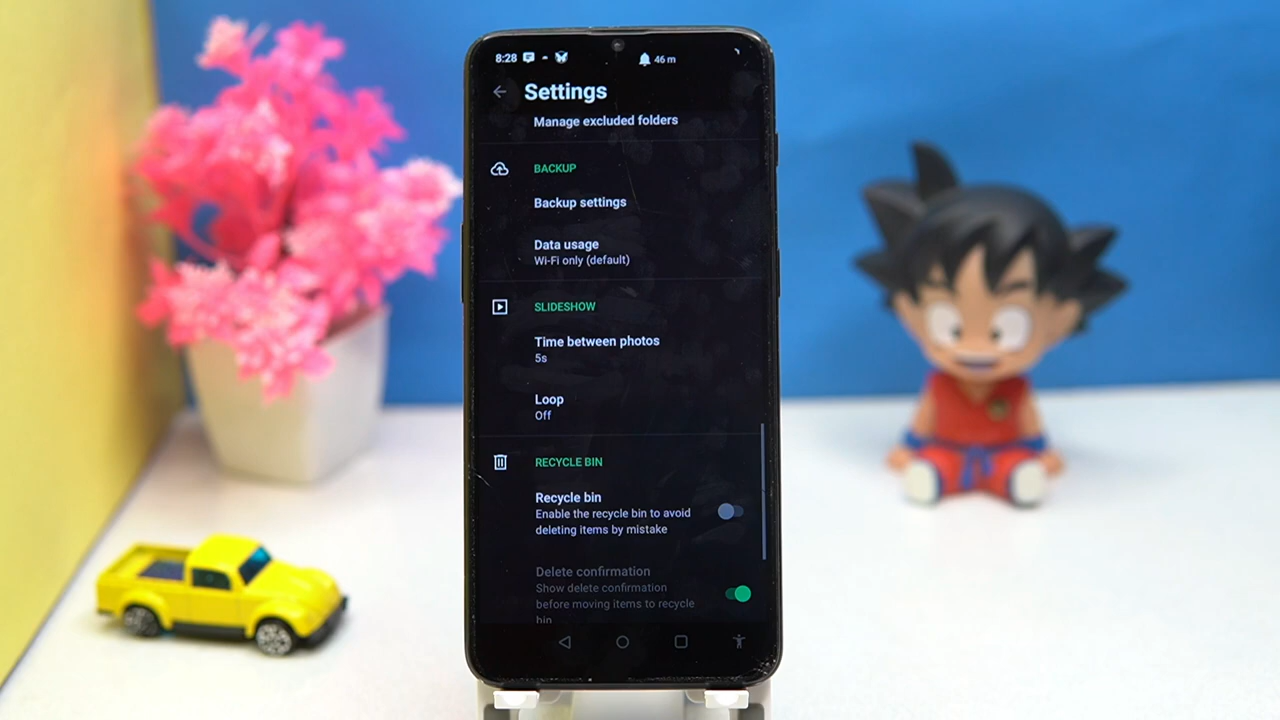 8:28
46 m
Settings
Manage excluded folders
BACKUP
Backup settings
Data usage
Wi-Fi only (default)
SLIDESHOW
Time between photos
5s
Loop
Off
RECYCLE BIN
Recycle bin
Enable the recycle bin to avoid
deleting items by mistake
Delete confirmation
Show delete confirmation
before moving items to recycle
bin